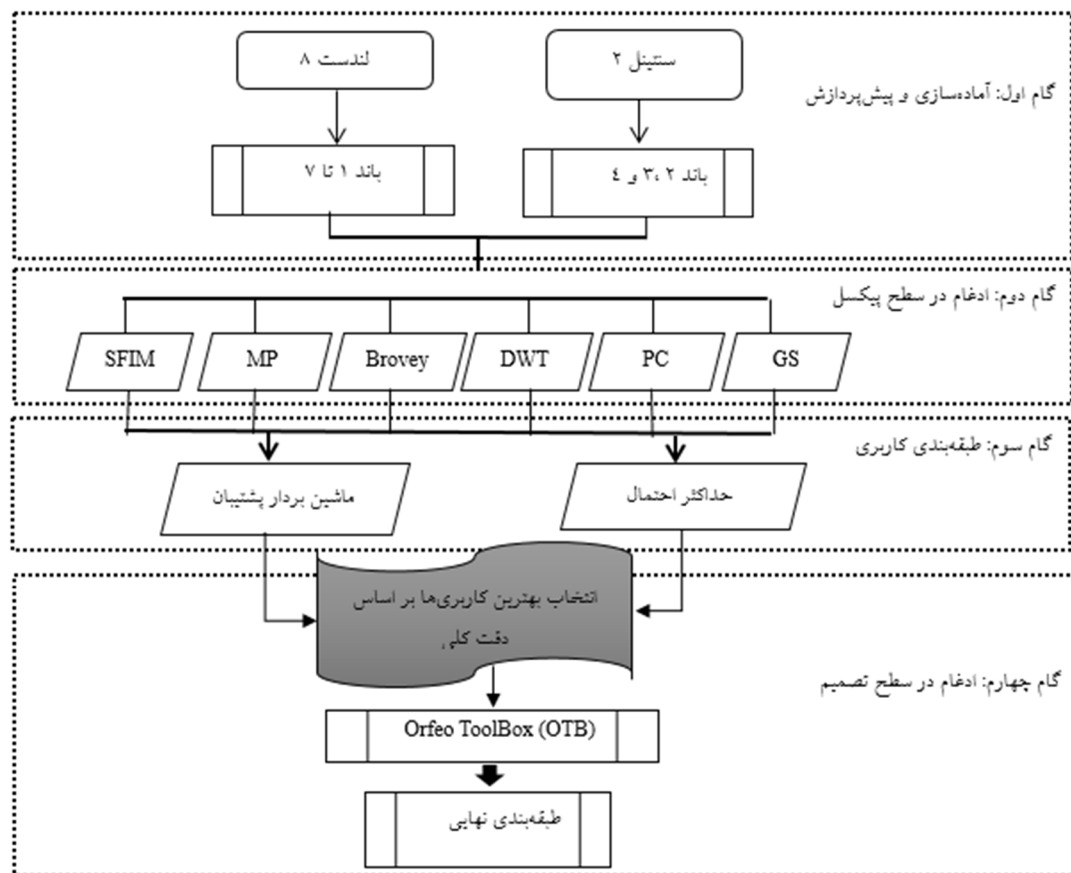 سنتینل ۲
لندست ۸
گام اول: آماده‌سازی و پیش‌پردازش
باند ۲ ،۳ و ٤
باند ۱ تا ۷
گام دوم: ادغام در سطح پیکسل
SFIM
MP
Brovey
DWT
PC
GS
گام سوم: طبقه‌بندی کاربری
حداکثر احتمال
ماشین بردار پشتیبان
انتخاب بهترین کاربری‌ها بر اساس
دقت کلی
گام چهارم: ادغام در سطح تصمیم
Orfeo ToolBox (OTB)
طبقه‌بندی نهایی